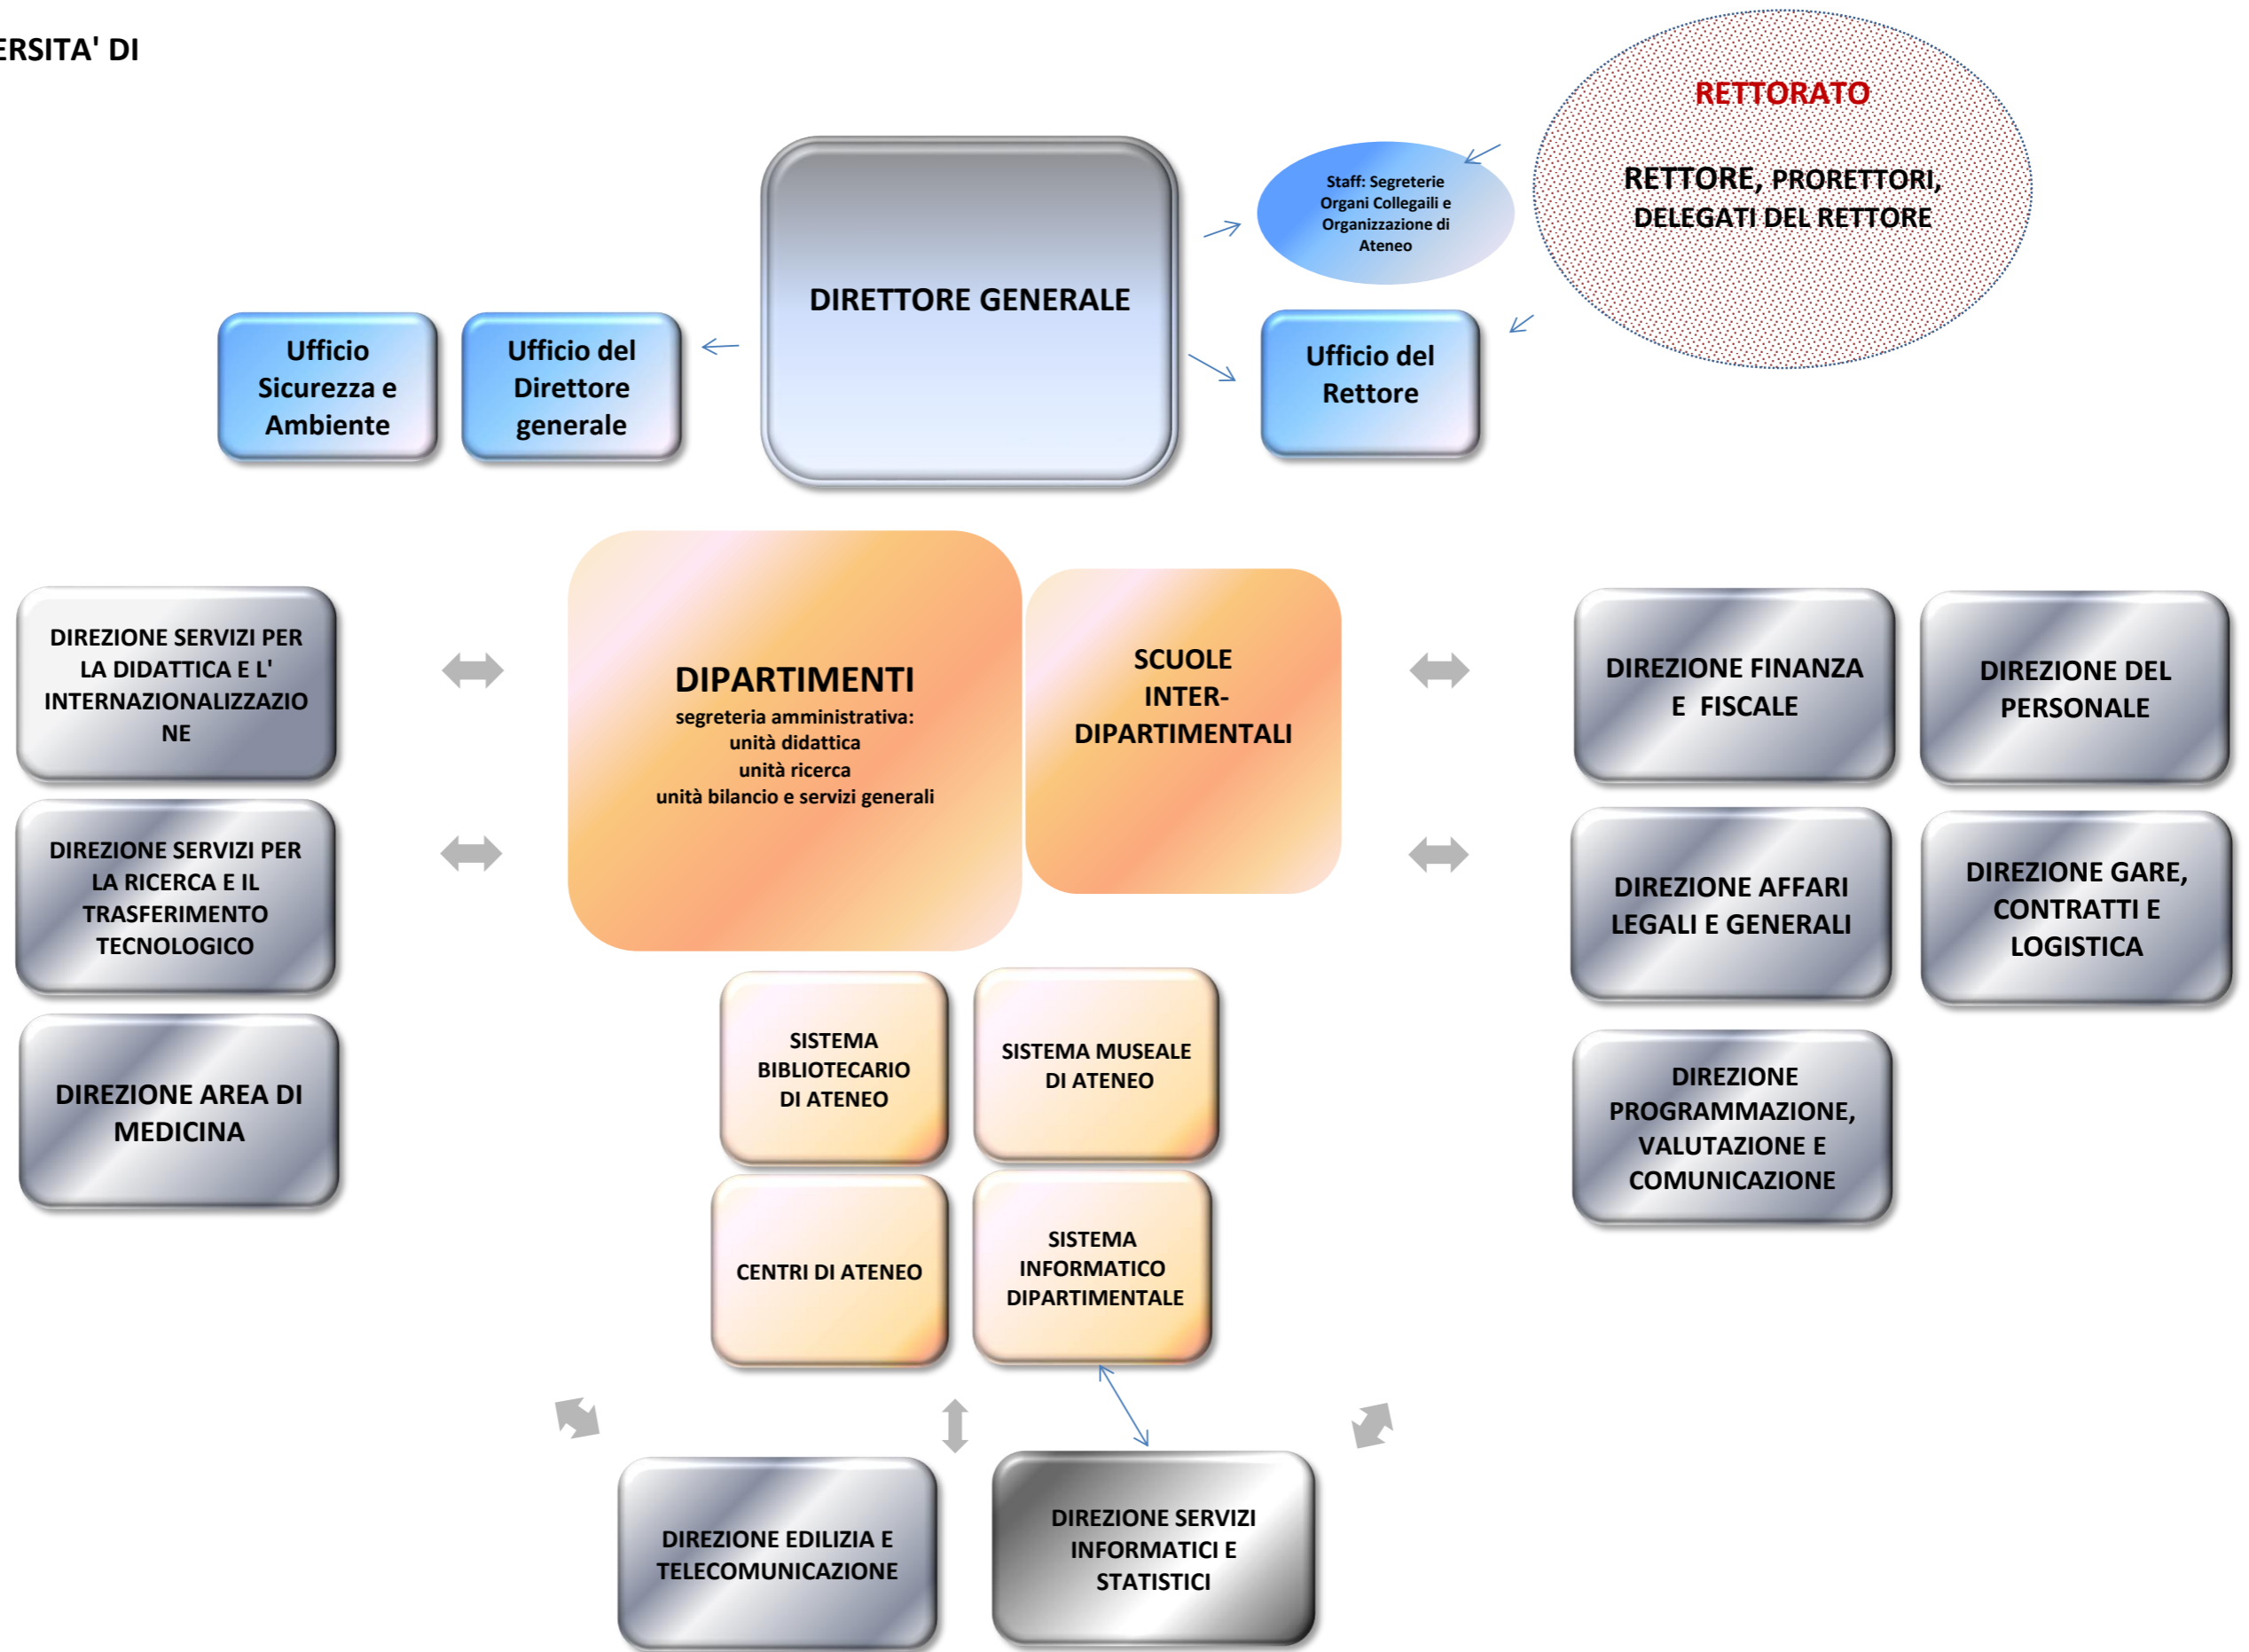 ERSITA' DI
RETTORATO
RETTORE, PRORETTORI,
DELEGATI DEL RETTORE
Staff: Segreterie
Organi Collegaili e
Organizzazione di
Ateneo
DIRETTORE GENERALE
Ufficio
Sicurezza e
Ambiente
Ufficio del
Direttore
generale
Ufficio del
Rettore
DIREZIONE SERVIZI PER
LA DIDATTICA E L'
INTERNAZIONALIZZAZIO
NE
DIPARTIMENTI
segreteria amministrativa:
unità didattica
unità ricerca
unità bilancio e servizi generali
SCUOLE
INTER-
DIPARTIMENTALI
DIREZIONE FINANZA
E FISCALE
DIREZIONE DEL
PERSONALE
DIREZIONE SERVIZI PER
LA RICERCA E IL
TRASFERIMENTO
TECNOLOGICO
DIREZIONE AFFARI
LEGALI E GENERALI
DIREZIONE GARE,
CONTRATTI E
LOGISTICA
DIREZIONE AREA DI
MEDICINA
SISTEMA
BIBLIOTECARIO
DI ATENEO
SISTEMA MUSEALE
DI ATENEO
DIREZIONE
PROGRAMMAZIONE,
VALUTAZIONE E
COMUNICAZIONE
CENTRI DI ATENEO
SISTEMA
INFORMATICO
DIPARTIMENTALE
DIREZIONE EDILIZIA E
TELECOMUNICAZIONE
DIREZIONE SERVIZI
INFORMATICI E
STATISTICI